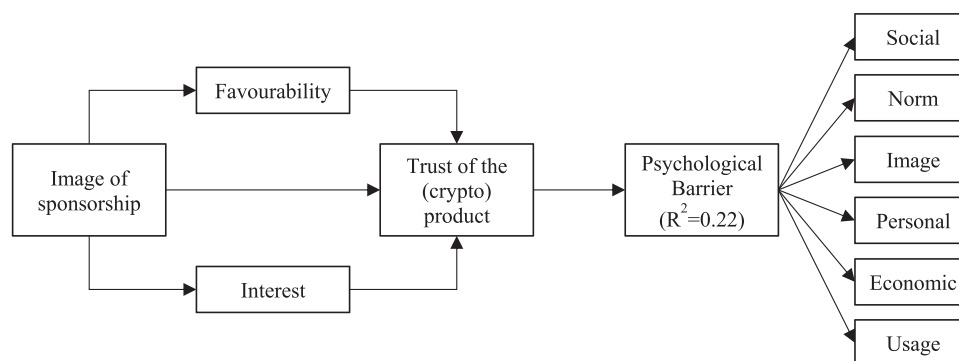 Favourability
Image of
sponsorship
Interest
Trust of the
(crypto)
product
Psychological
Barrier
(R²=0.22)
Social
Norm
Image
Personal
Economic
Usage